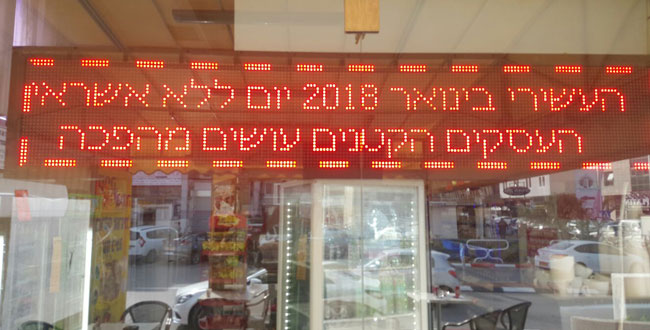 העשירי בינואר 2018 יום ללא אשראי
העסקים הקטנים עושים מהפכה